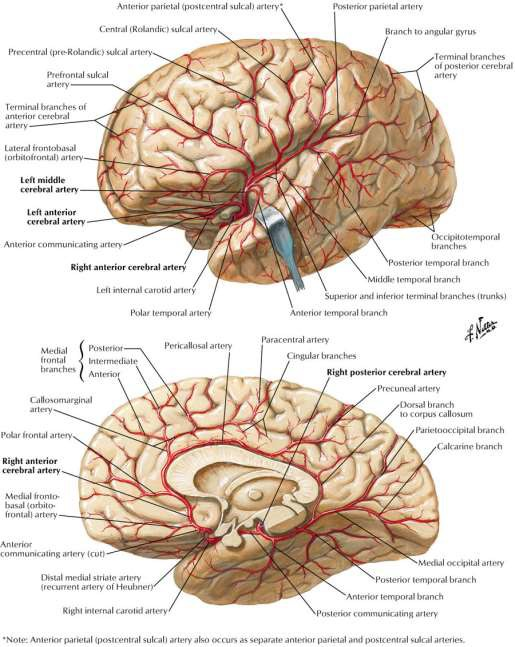 Anterior parietal (postcentral sulcal) artery*
Posterior parietal artery
Central (Rolandic) sulcal artery
Branch to angular gyrus
Precentral (pre-Rolandic) sulcal artery
Terminal branches
of posterior cerebral
artery
Prefrontal sulcal
artery
Terminal branches of
anterior cerebral
artery
Lateral frontobasal
(orbitofrontal) artery
Left middle
cerebral artery
Left anterior
cerebral artery
Anterior communicating artery
Right anterior cerebral artery
Left internal carotid artery
Polar temporal artery
Occipitotemporal
branches
Posterior temporal branch
Middle temporal branch
Superior and inferior terminal branches (trunks)
Anterior temporal branch
F. Netter
Medial
frontal
branches
Posterior
Intermediate
Anterior
Pericallosal artery
Paracentral artery
Cingular branches
Right posterior cerebral artery
Precuneal artery
Dorsal branch
to corpus callosum
Parietooccipital branch
Calcarine branch
Callosomarginal
artery
Polar frontal artery
Right anterior
cerebral artery
Medial fronto-
basal (orbito-
frontal) artery
Anterior
communicating artery (cut)
Distal medial striate artery
(recurrent artery of Heubner)
Right internal carotid artery
Medial occipital artery
Posterior temporal branch
Anterior temporal branch
Posterior communicating artery
*Note: Anterior parietal (postcentral sulcal) artery also occurs as separate anterior parietal and postcentral sulcal arteries.